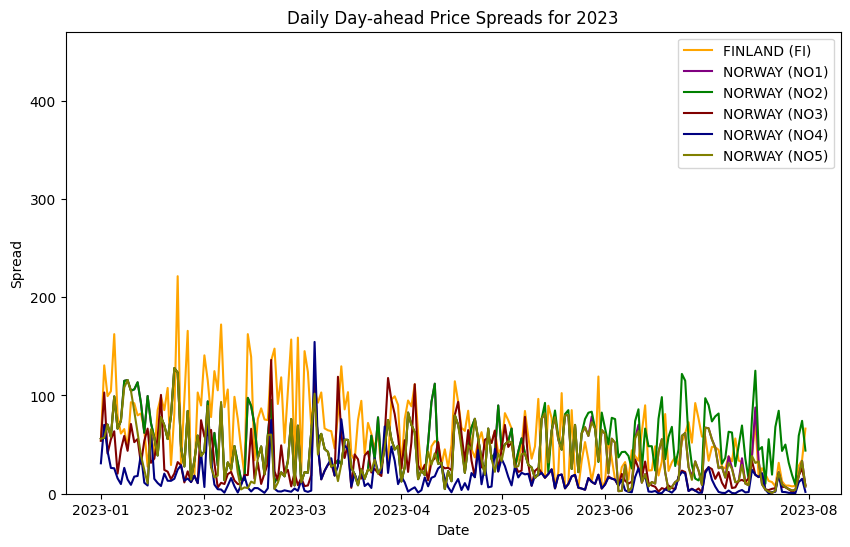 Daily Day-ahead Price Spreads for 2023
FINLAND (FI)
NORWAY (NO1)
NORWAY (NO2)
NORWAY (NO3)
NORWAY (NO4)
NORWAY (NO5)
Spread
400
300
200
100
0
2023-01
2023-02
2023-03
2023-04
2023-05
2023-06
2023-07
2023-08
Date